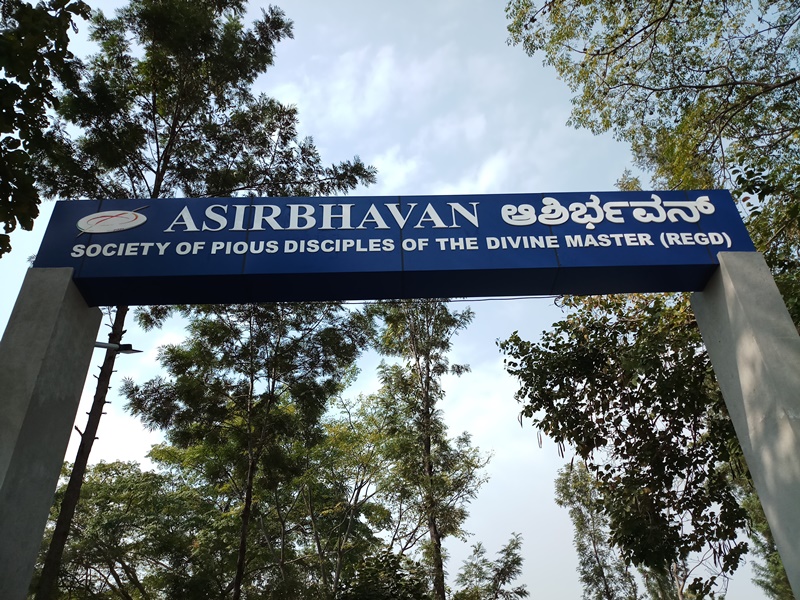 ASIRBHAVAN ಆಶಿರ್ಭವನ್
SOCIETY OF PIOUS DISCIPLES OF THE DIVINE MASTER (REGD)